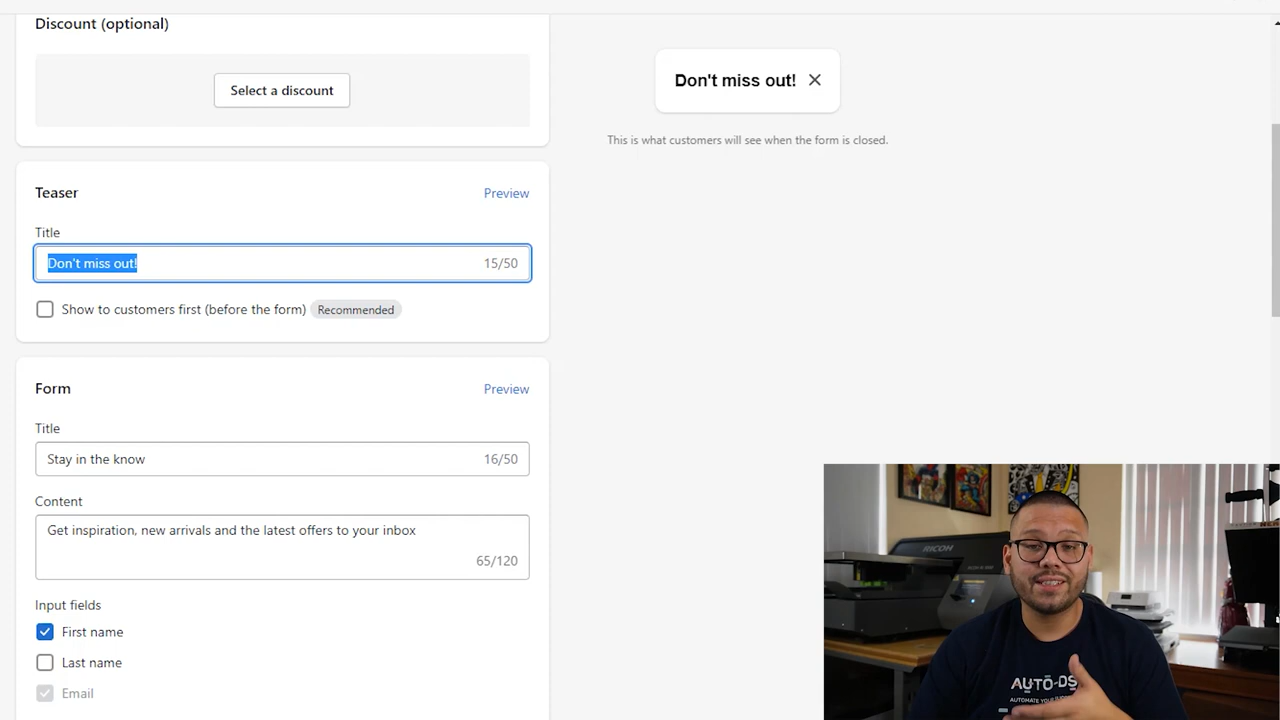 Discount (optional)
Select a discount
Don't miss out!
This is what customers will see when the form is closed.
Teaser
Preview
Title
Don't miss out!
15/50
Show to customers first (before the form)
Recommended
Form
Preview
Title
Stay in the know
16/50
Content
Get inspiration, new arrivals and the latest offers to your inbox
65/120
Input fields
First name
Last name
Email
RICOH
AUTO-DS